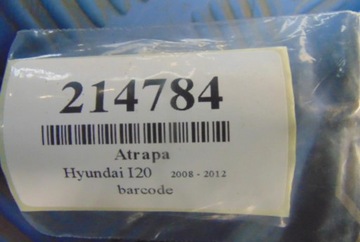 214784
Atrapa
Hyundai I20 2008 - 2012
barcode